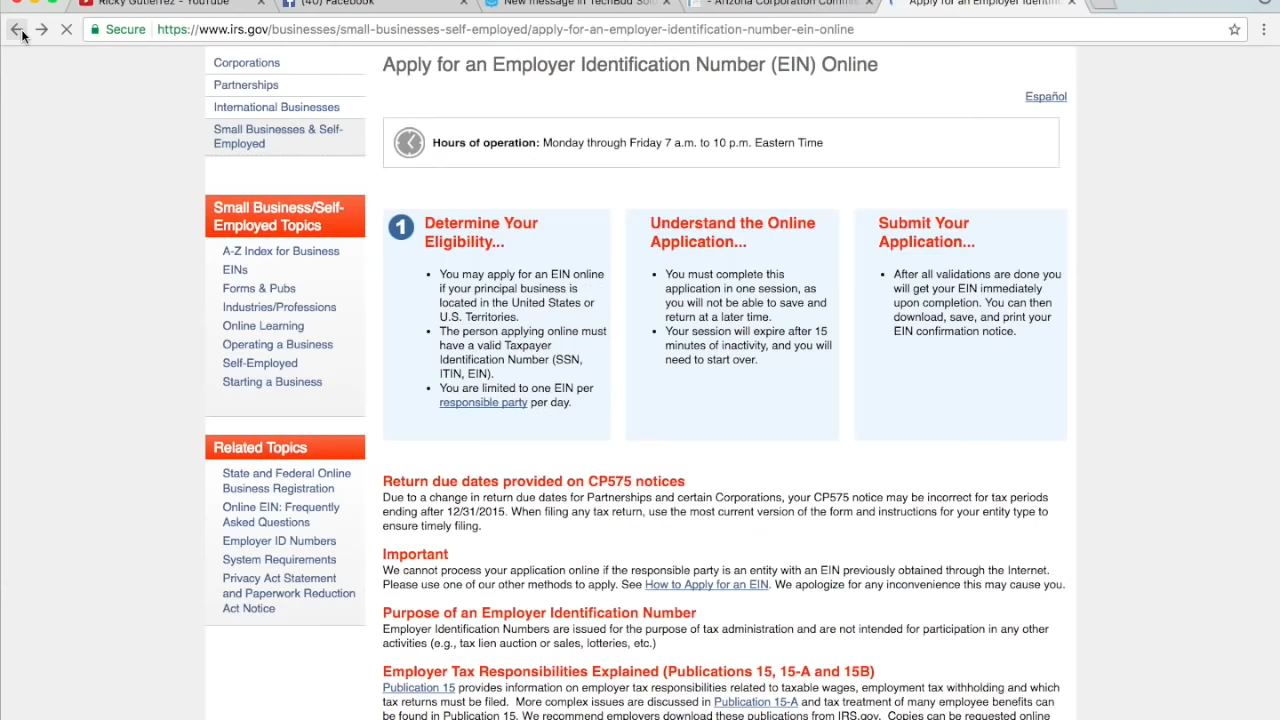 Ricky Gutierrez - YouTube
(40) Facebook
New message in TechBud Solu
- Arizona Corporation Commis
Apply for an Employer Identifi
Secure https://www.irs.gov/businesses/small-businesses-self-employed/apply-for-an-employer-identification-number-ein-online
Corporations
Partnerships
International Businesses
Small Businesses & Self-
Employed
Small Business/Self-
Employed Topics
A-Z Index for Business
EINs
Forms & Pubs
Industries/Professions
Online Learning
Operating a Business
Self-Employed
Starting a Business
Related Topics
State and Federal Online
Business Registration
Online EIN: Frequently
Asked Questions
Employer ID Numbers
System Requirements
Privacy Act Statement
and Paperwork Reduction
Act Notice
Apply for an Employer Identification Number (EIN) Online
Español
Hours of operation: Monday through Friday 7 a.m. to 10 p.m. Eastern Time
1 Determine Your
Eligibility...
• You may apply for an EIN online
if your principal business is
located in the United States or
U.S. Territories.
• The person applying online must
have a valid Taxpayer
Identification Number (SSN,
ITIN, EIN).
• You are limited to one EIN per
responsible party per day.
Understand the Online
Application...
• You must complete this
application in one session, as
you will not be able to save and
return at a later time.
• Your session will expire after 15
minutes of inactivity, and you will
need to start over.
Submit Your
Application...
• After all validations are done you
will get your EIN immediately
upon completion. You can then
download, save, and print your
EIN confirmation notice.
Return due dates provided on CP575 notices
Due to a change in return due dates for Partnerships and certain Corporations, your CP575 notice may be incorrect for tax periods
ending after 12/31/2015. When filing any tax return, use the most current version of the form and instructions for your entity type to
ensure timely filing.
Important
We cannot process your application online if the responsible party is an entity with an EIN previously obtained through the Internet.
Please use one of our other methods to apply. See How to Apply for an EIN. We apologize for any inconvenience this may cause you.
Purpose of an Employer Identification Number
Employer Identification Numbers are issued for the purpose of tax administration and are not intended for participation in any other
activities (e.g., tax lien auction or sales, lotteries, etc.)
Employer Tax Responsibilities Explained (Publications 15, 15-A and 15B)
Publication 15 provides information on employer tax responsibilities related to taxable wages, employment tax withholding and which
tax returns must be filed. More complex issues are discussed in Publication 15-A and tax treatment of many employee benefits can
be found in Publication 15. We recommend employers download these publications from IRS.gov. Copies can be requested online